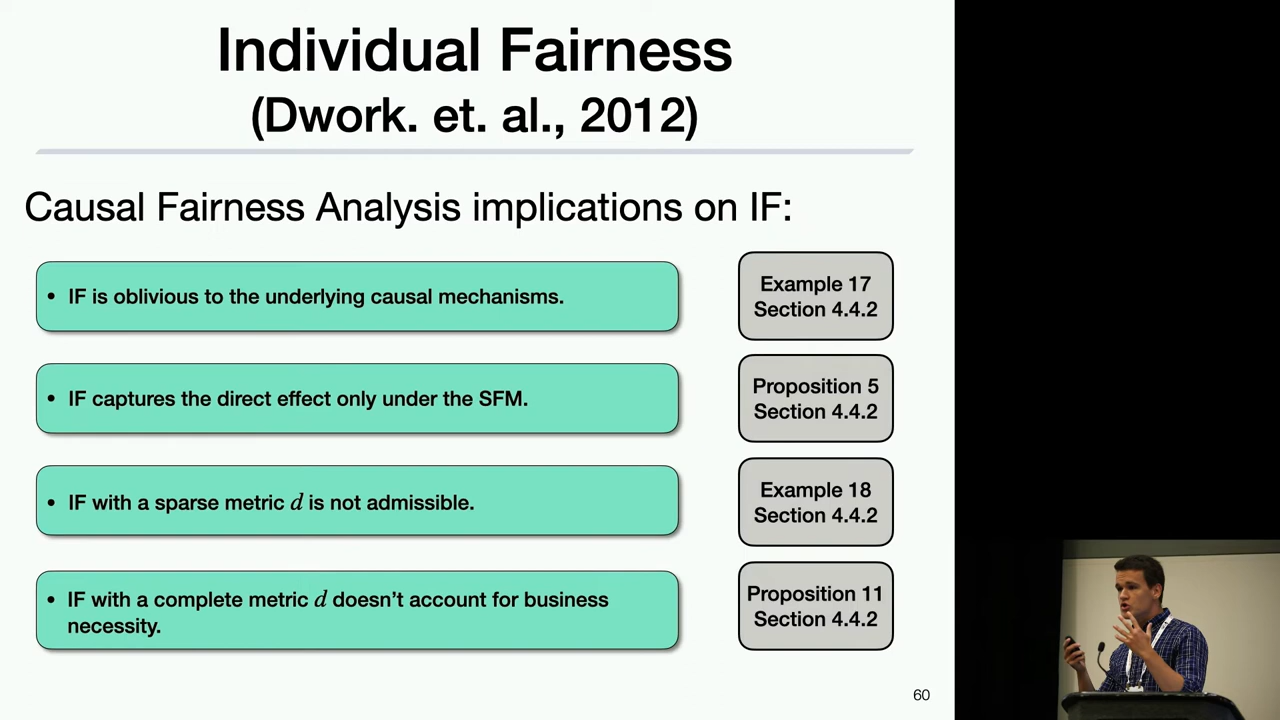 Individual Fairness
(Dwork. et. al., 2012)
Causal Fairness Analysis implications on IF:
• IF is oblivious to the underlying causal mechanisms.
Example 17
Section 4.4.2
• IF captures the direct effect only under the SFM.
Proposition 5
Section 4.4.2
• IF with a sparse metric d is not admissible.
Example 18
Section 4.4.2
• IF with a complete metric d doesn't account for business
necessity.
Proposition 11
Section 4.4.2
60